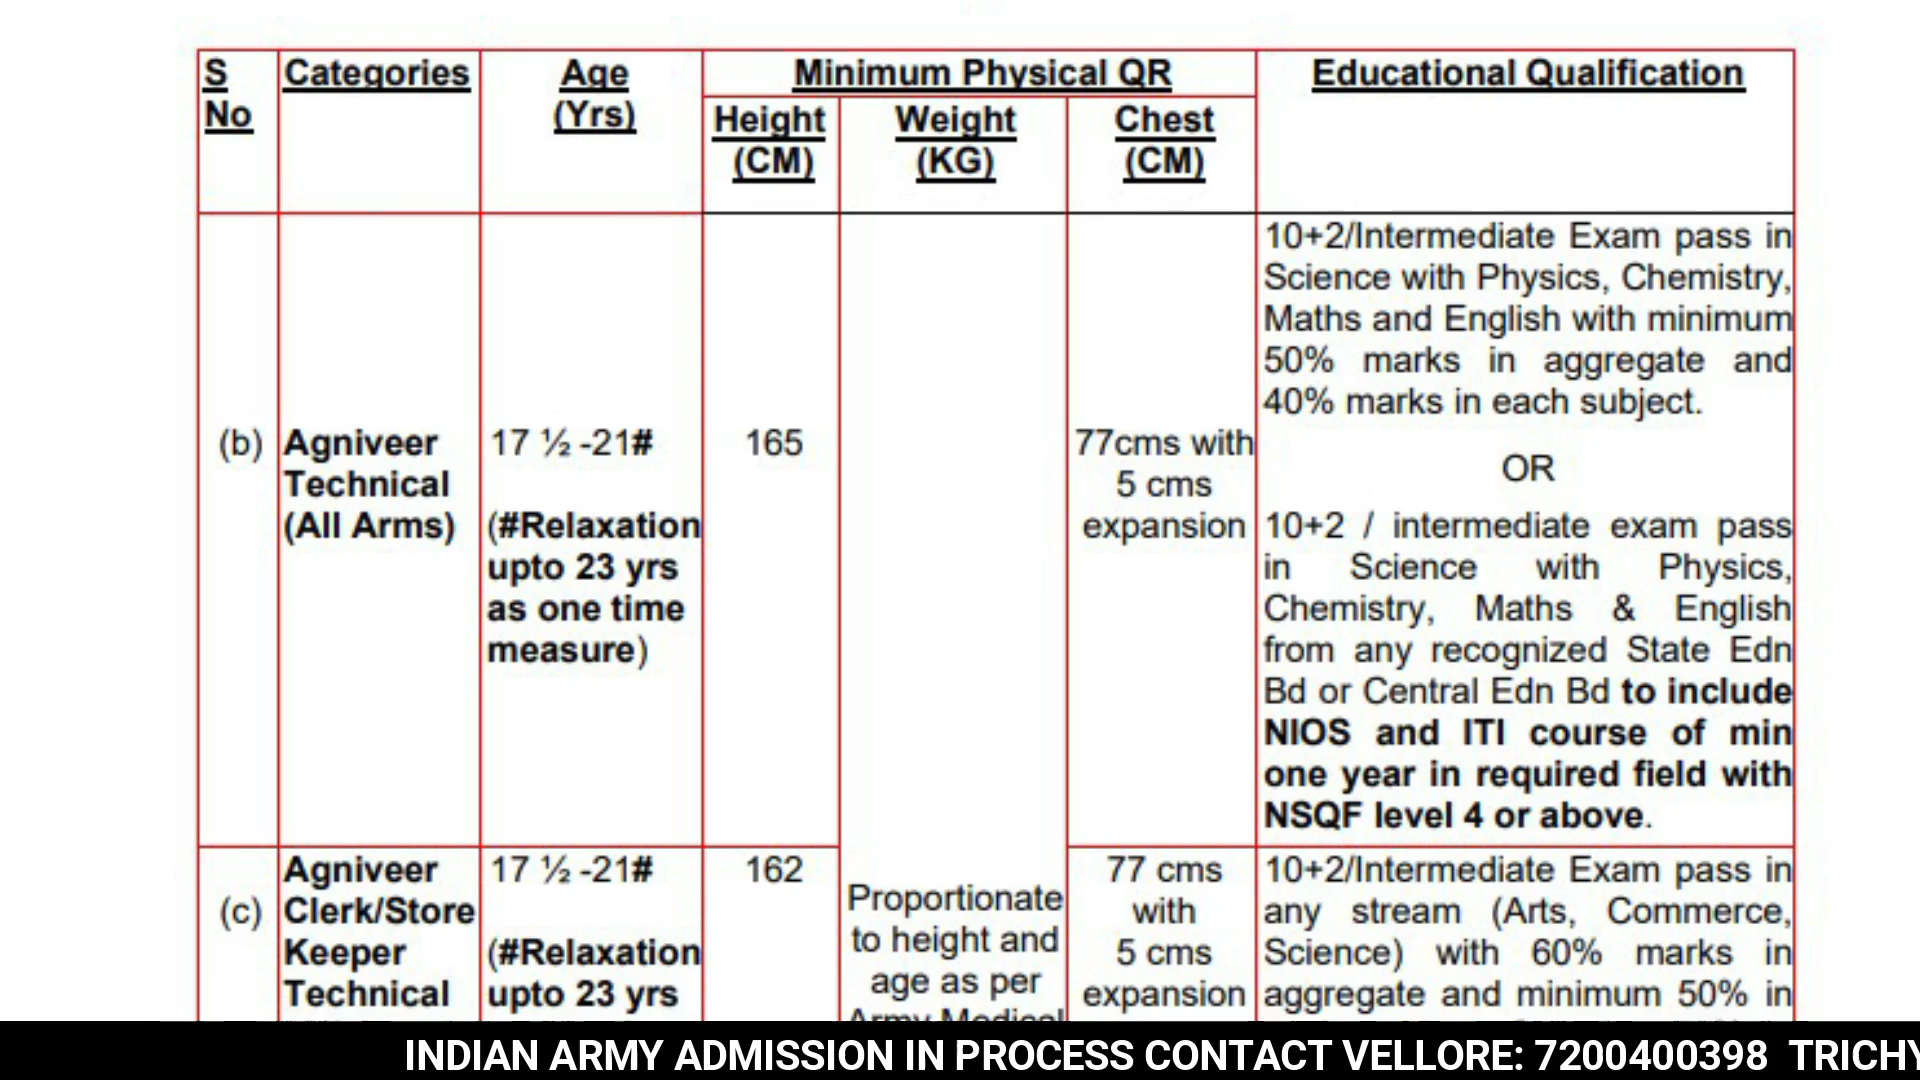 S No
Categories
Age (Yrs)
Minimum Physical QR
Height (CM)
Weight (KG)
Chest (CM)
Educational Qualification
(b)
Agniveer
Technical
(All Arms)
17 ½ -21#
(#Relaxation
upto 23 yrs
as one time
measure)
165
77cms with
5 cms
expansion
10+2/Intermediate Exam pass in
Science with Physics, Chemistry,
Maths and English with minimum
50% marks in aggregate and
40% marks in each subject.
OR
10+2 / intermediate exam pass
in Science with Physics,
Chemistry, Maths & English
from any recognized State Edn
Bd or Central Edn Bd to include
NIOS and ITI course of min
one year in required field with
NSQF level 4 or above.
(c)
Agniveer
Clerk/Store
Keeper
Technical
17 ½ -21#
(#Relaxation
upto 23 yrs
162
Proportionate
to height and
age as per
Army Medical
77 cms
with
5 cms
expansion
10+2/Intermediate Exam pass in
any stream (Arts, Commerce,
Science) with 60% marks in
aggregate and minimum 50% in
INDIAN ARMY ADMISSION IN PROCESS CONTACT VELLORE: 7200400398 TRICHY